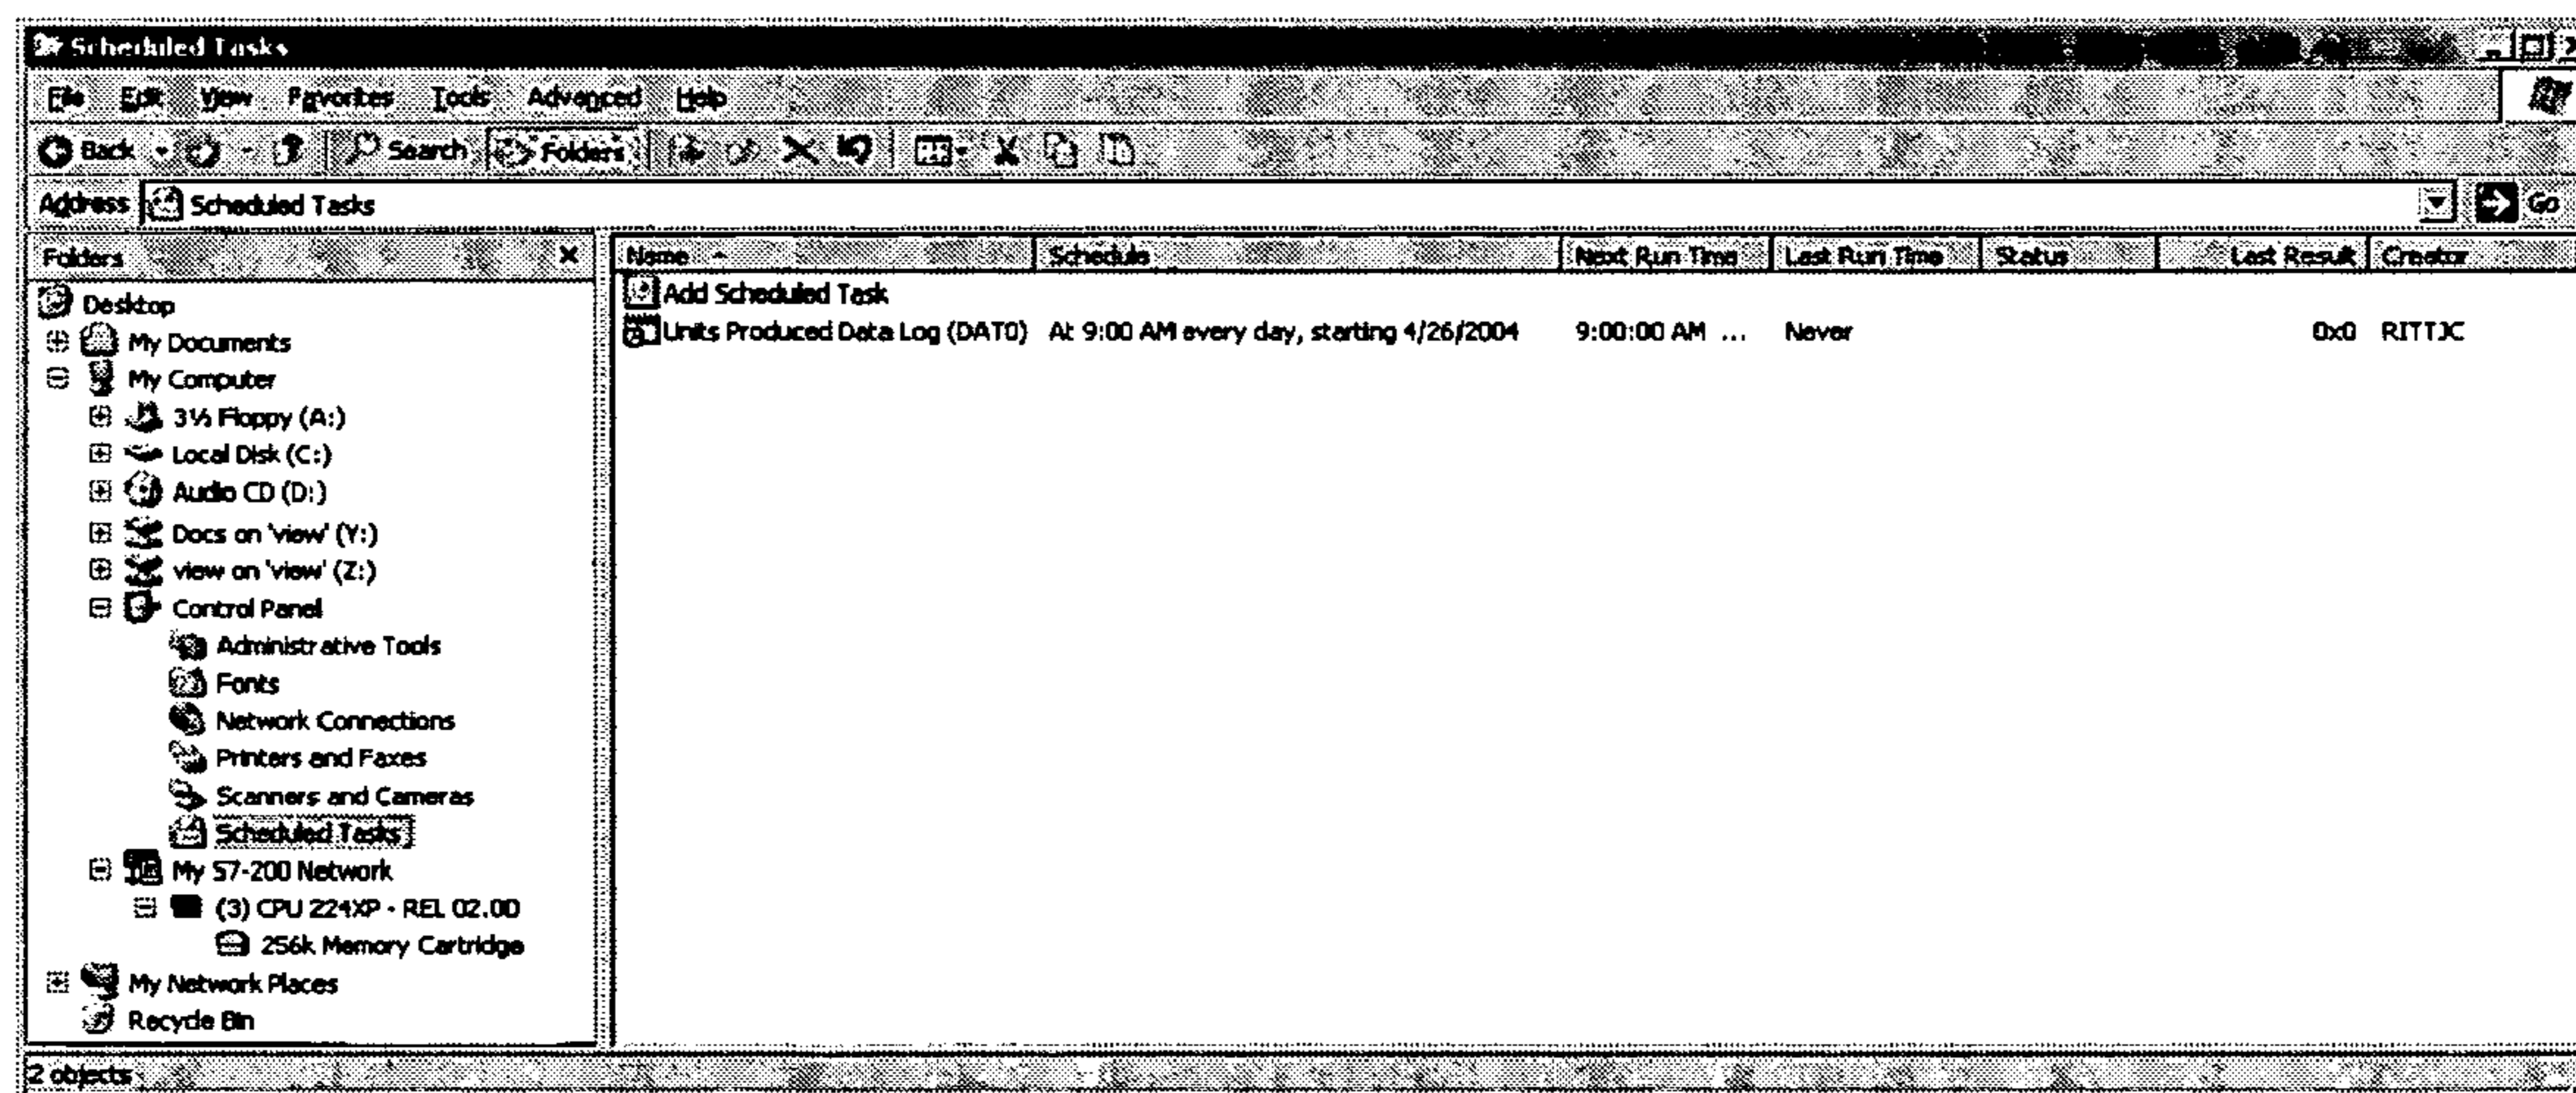 Scheduled Tasks
File Edit View Favorites Tools Advanced Help
Back Search Folders
Address Scheduled Tasks Go
Folders
Desktop
My Documents
My Computer
3½ Floppy (A:)
Local Disk (C:)
Audio CD (D:)
Docs on 'view' (Y:)
view on 'view' (Z:)
Control Panel
Administrative Tools
Fonts
Network Connections
Printers and Faxes
Scanners and Cameras
Scheduled Tasks
My S7-200 Network
(3) CPU 224XP - REL 02.00
256k Memory Cartridge
My Network Places
Recycle Bin
Name Schedule Next Run Time Last Run Time Status Last Result Creator
Add Scheduled Task
Units Produced Data Log (DAT0) At 9:00 AM every day, starting 4/26/2004 9:00:00 AM ... Never 0x0 RITTJC
2 objects